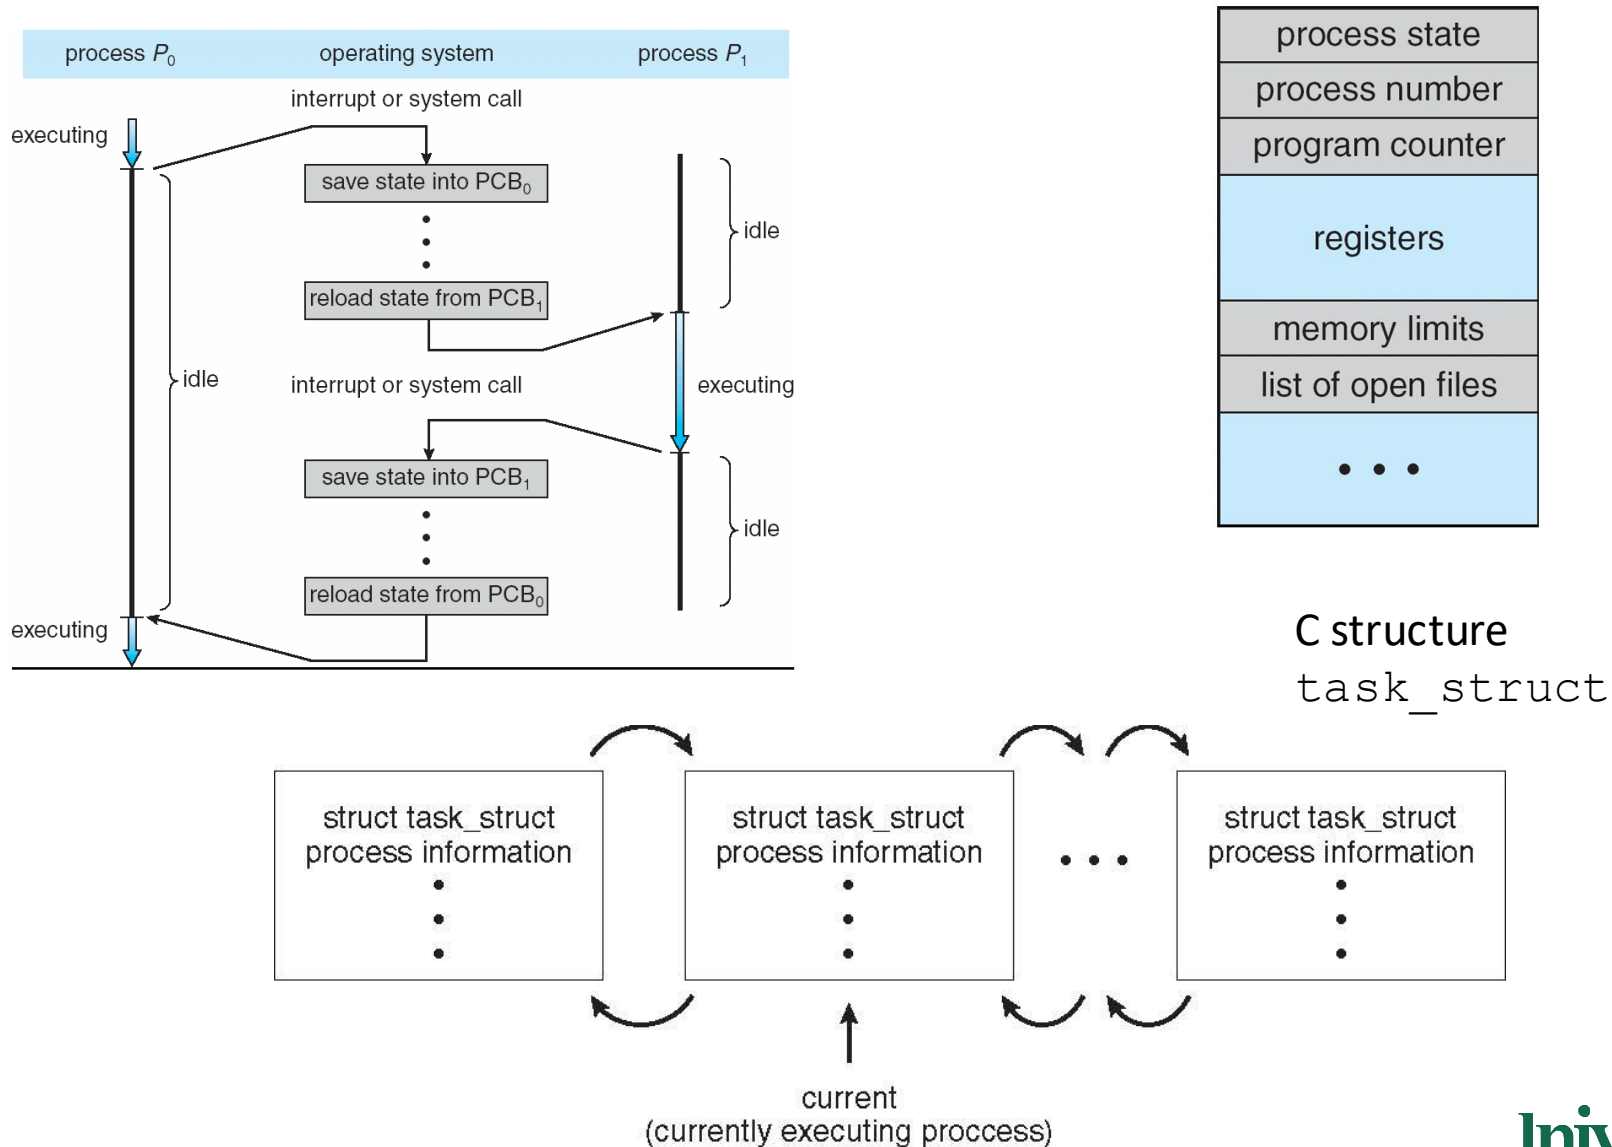 process P0
operating system
process P1
interrupt or system call
executing
save state into PCB0
idle
reload state from PCB1
idle
interrupt or system call
executing
save state into PCB1
idle
reload state from PCB0
executing
process state
process number
program counter
registers
memory limits
list of open files
• • •
C structure
task_struct
struct task_struct
process information
struct task_struct
process information
• • •
struct task_struct
process information
current
(currently executing proccess)